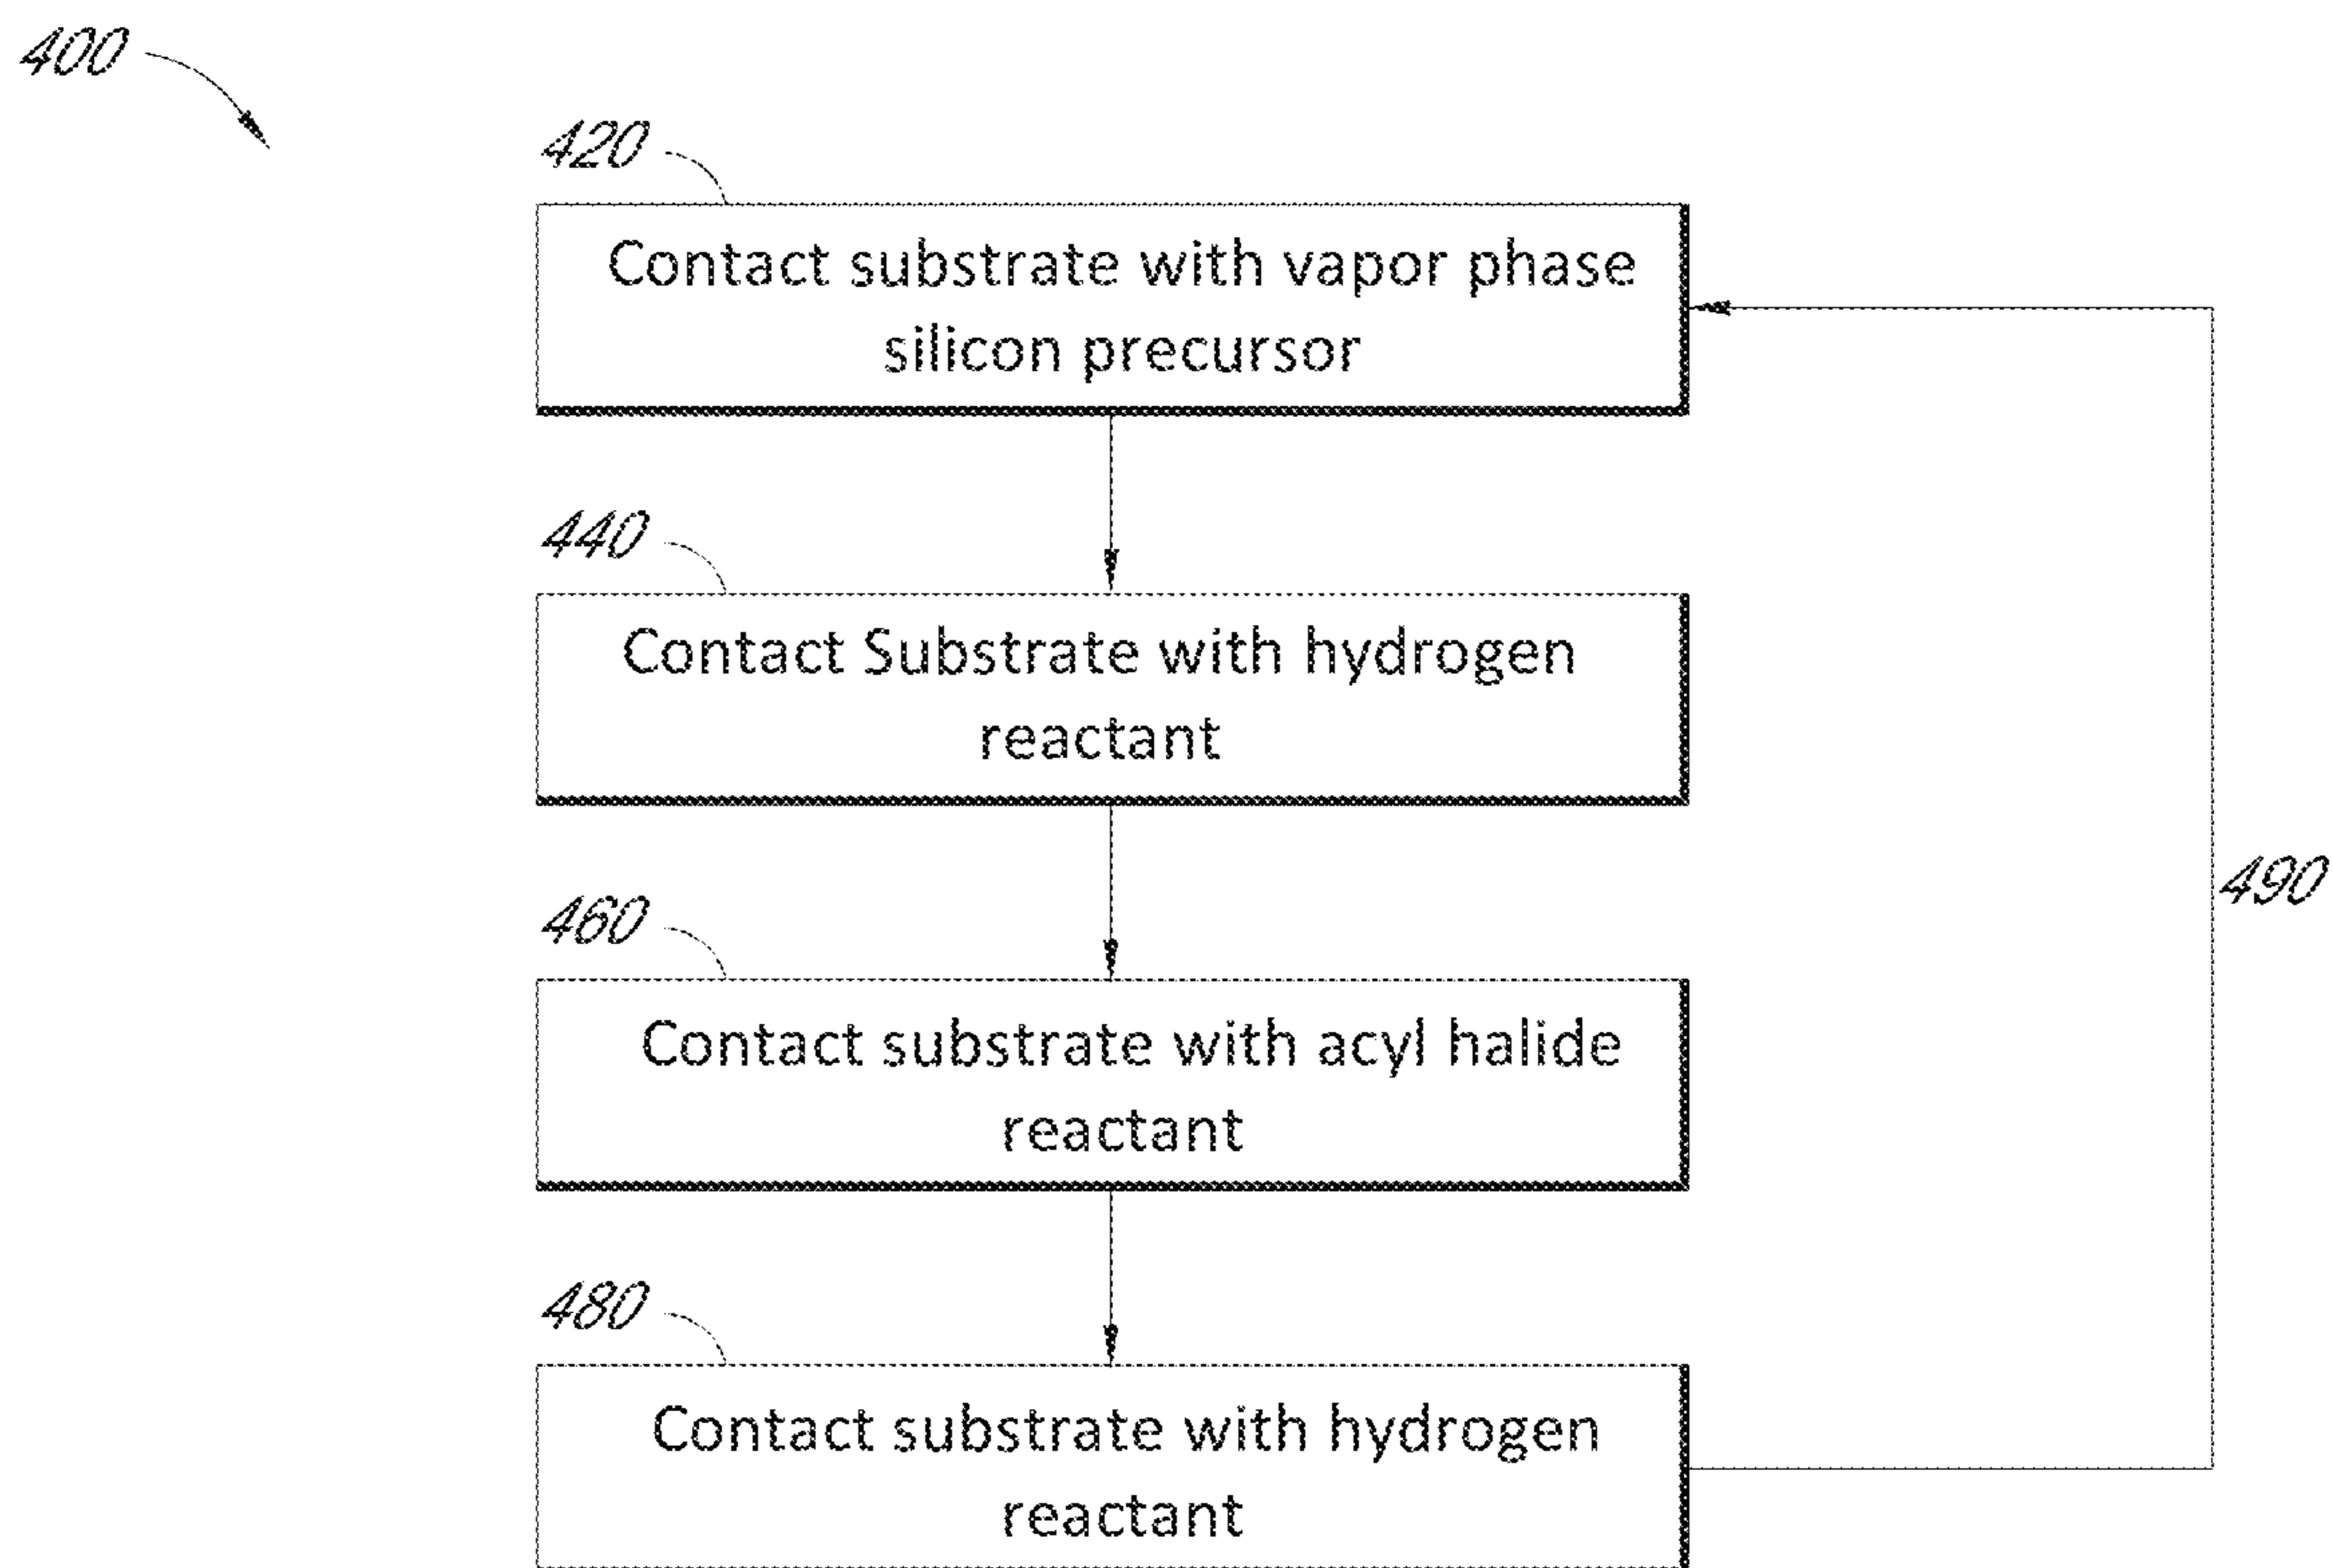 400
420
Contact substrate with vapor phase
silicon precursor
440
Contact Substrate with hydrogen
reactant
460
Contact substrate with acyl halide
reactant
490
480
Contact substrate with hydrogen
reactant